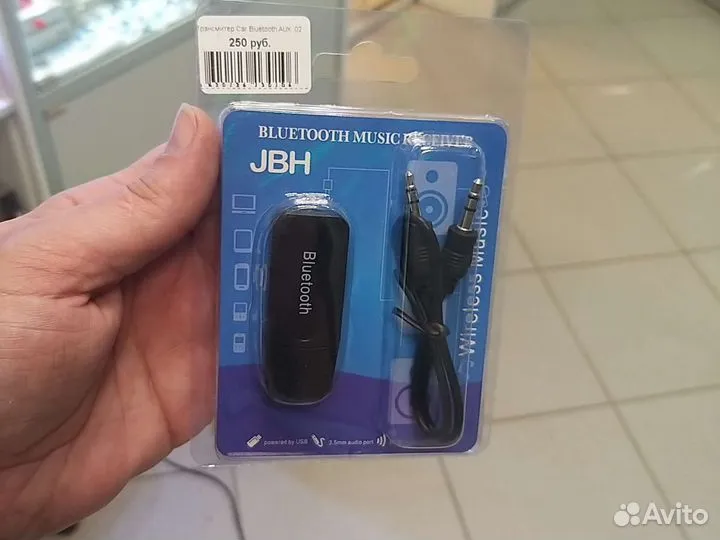 Трансмитер Car Bluetooth AUX 02
250 руб.
BLUETOOTH MUSIC RECEIVER
JBH
Bluetooth
Wireless Music
powered by USB
3.5mm audio port
Avito